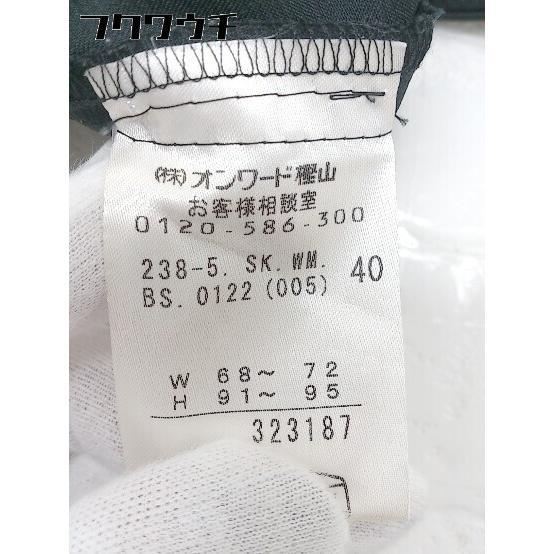 フクワウチ
(株)オンワード樫山
お客様相談室
0120-586-300
238-5. SK. WM. 40
BS. 0122 (005)
W 68～ 72
H 91～ 95
323187